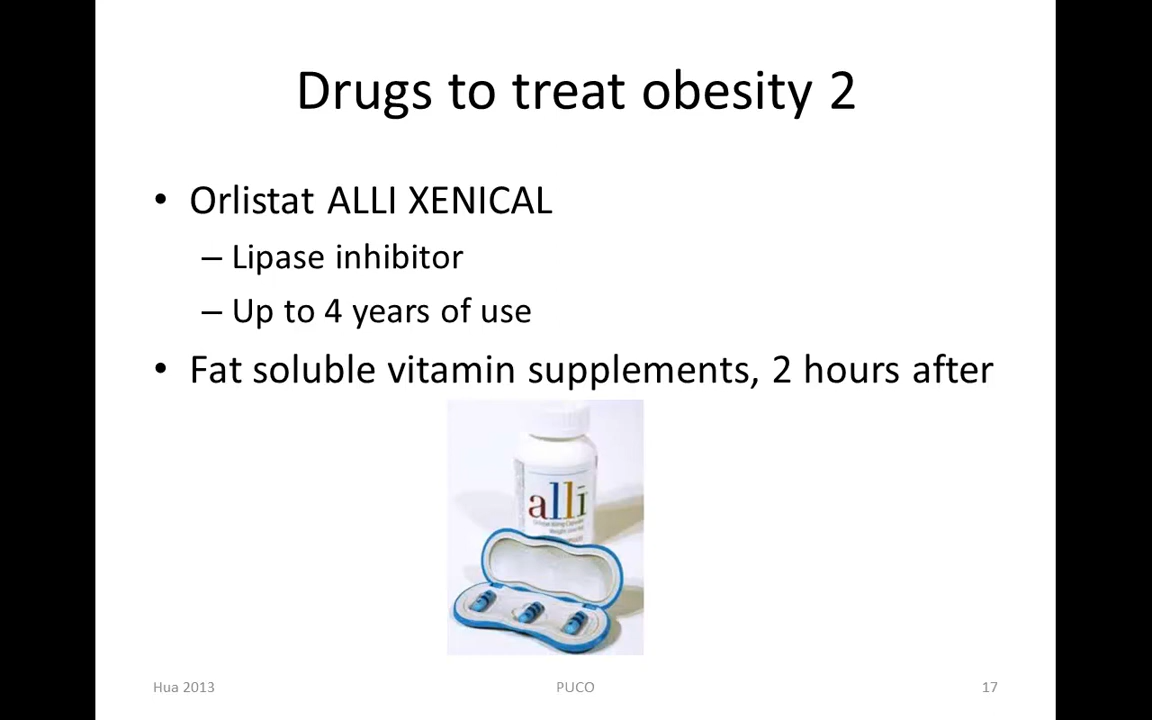 Drugs to treat obesity 2
• Orlistat ALLI XENICAL
– Lipase inhibitor
– Up to 4 years of use
• Fat soluble vitamin supplements, 2 hours after
alli
Hua 2013
PUCO
17